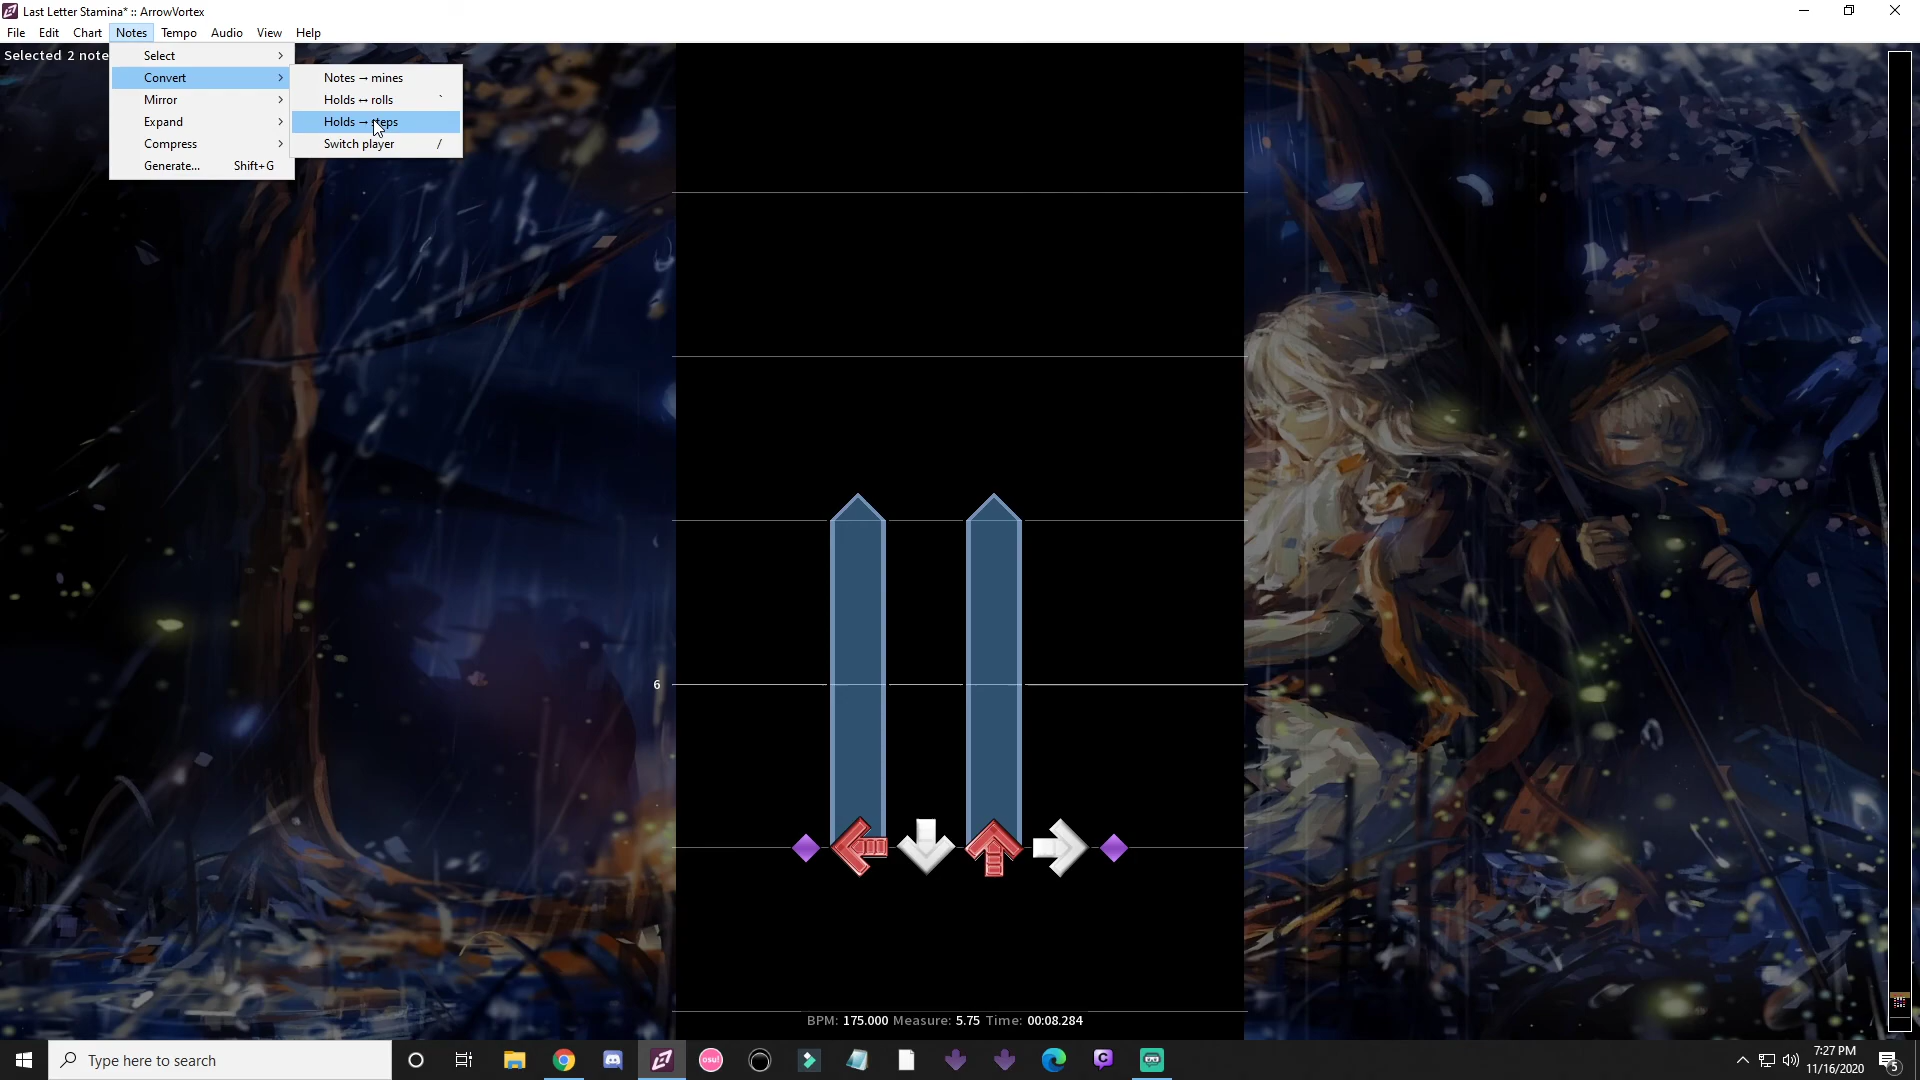 Last Letter Stamina* :: ArrowVortex
File Edit Chart Notes Tempo Audio View Help
Selected 2 note
Select
Convert
Mirror
Expand
Compress
Generate... Shift+G
Notes → mines
Holds ↔ rolls `
Holds → steps
Switch player /
6
BPM: 175.000 Measure: 5.75 Time: 00:08.284
Type here to search
osu!
C
7:27 PM
11/16/2020
5